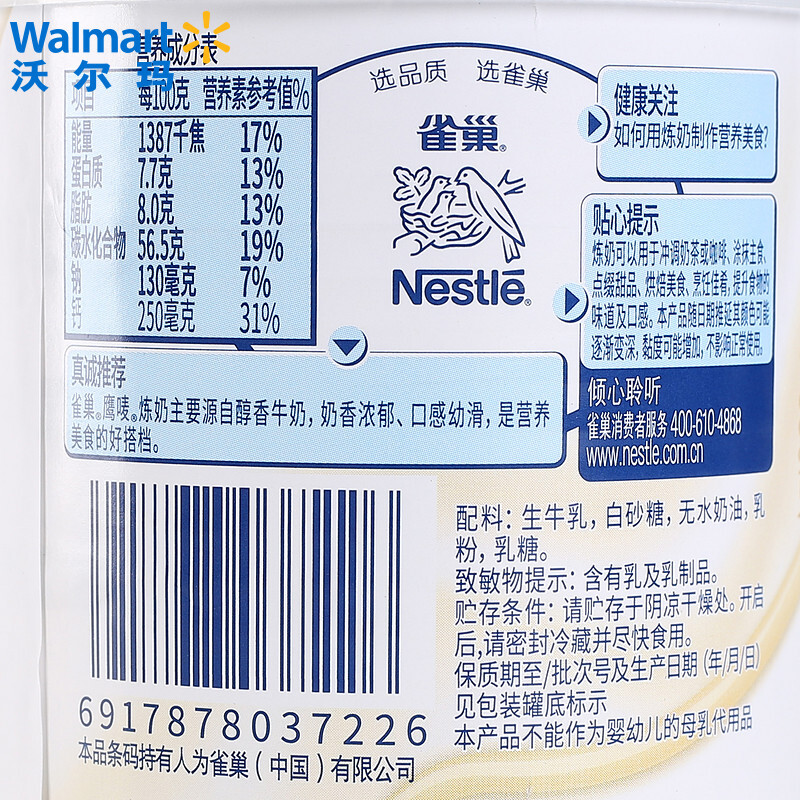 Walmart
沃尔玛
营养成分表
项目 每100克 营养素参考值%
能量 1387千焦 17%
蛋白质 7.7克 13%
脂肪 8.0克 13%
碳水化合物 56.5克 19%
钠 130毫克 7%
钙 250毫克 31%
选品质 选雀巢
雀巢®
Nestlé®
健康关注
如何用炼奶制作营养美食?
贴心提示
炼奶可以用于冲调奶茶或咖啡、涂抹主食、
点缀甜品、烘焙美食、烹饪佳肴,提升食物的
味道及口感。本产品随日期推延其颜色可能
逐渐变深,黏度可能增加,不影响正常使用。
倾心聆听
雀巢消费者服务 400-610-4868
www.nestle.com.cn
真诚推荐
雀巢®鹰唛®炼奶主要源自醇香牛奶,奶香浓郁、口感幼滑,是营养
美食的好搭档。
6917878037226
本品条码持有人为雀巢(中国)有限公司
配料:生牛乳,白砂糖,无水奶油,乳
粉,乳糖。
致敏物提示:含有乳及乳制品。
贮存条件:请贮存于阴凉干燥处。开启
后,请密封冷藏并尽快食用。
保质期至/批次号及生产日期(年/月/日)
见包装罐底标示
本产品不能作为婴幼儿的母乳代用品